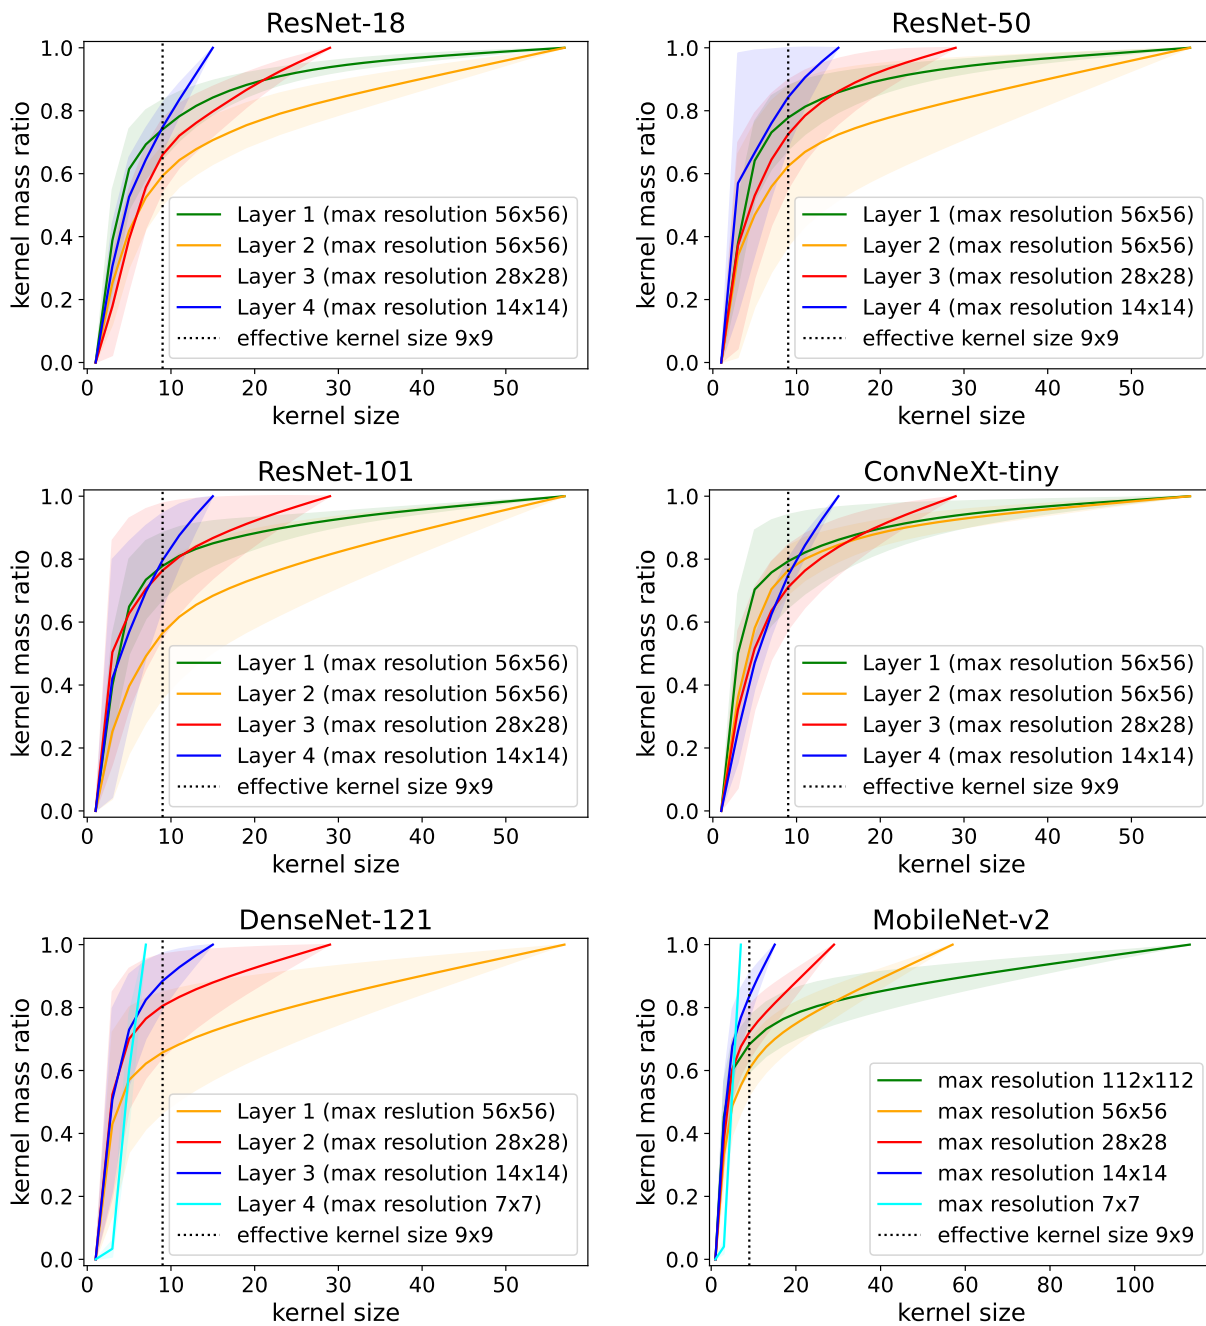 ResNet-18
1.0
0.8
0.6
0.4
0.2
0.0
kernel mass ratio
Layer 1 (max resolution 56x56)
Layer 2 (max resolution 56x56)
Layer 3 (max resolution 28x28)
Layer 4 (max resolution 14x14)
effective kernel size 9x9
0 10 20 30 40 50
kernel size
ResNet-50
1.0
0.8
0.6
0.4
0.2
0.0
kernel mass ratio
Layer 1 (max resolution 56x56)
Layer 2 (max resolution 56x56)
Layer 3 (max resolution 28x28)
Layer 4 (max resolution 14x14)
effective kernel size 9x9
0 10 20 30 40 50
kernel size
ResNet-101
1.0
0.8
0.6
0.4
0.2
0.0
kernel mass ratio
Layer 1 (max resolution 56x56)
Layer 2 (max resolution 56x56)
Layer 3 (max resolution 28x28)
Layer 4 (max resolution 14x14)
effective kernel size 9x9
0 10 20 30 40 50
kernel size
ConvNeXt-tiny
1.0
0.8
0.6
0.4
0.2
0.0
kernel mass ratio
Layer 1 (max resolution 56x56)
Layer 2 (max resolution 56x56)
Layer 3 (max resolution 28x28)
Layer 4 (max resolution 14x14)
effective kernel size 9x9
0 10 20 30 40 50
kernel size
DenseNet-121
1.0
0.8
0.6
0.4
0.2
0.0
kernel mass ratio
Layer 1 (max reslution 56x56)
Layer 2 (max resolution 28x28)
Layer 3 (max resolution 14x14)
Layer 4 (max resolution 7x7)
effective kernel size 9x9
0 10 20 30 40 50
kernel size
MobileNet-v2
1.0
0.8
0.6
0.4
0.2
0.0
kernel mass ratio
max resolution 112x112
max resolution 56x56
max resolution 28x28
max resolution 14x14
max resolution 7x7
effective kernel size 9x9
0 20 40 60 80 100
kernel size